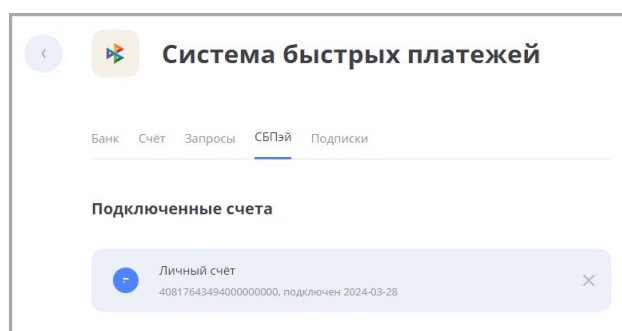 Система быстрых платежей
Банк Счёт Запросы СБПэй Подписки
Подключенные счета
Личный счёт
40817643494000000000, подключен 2024-03-28